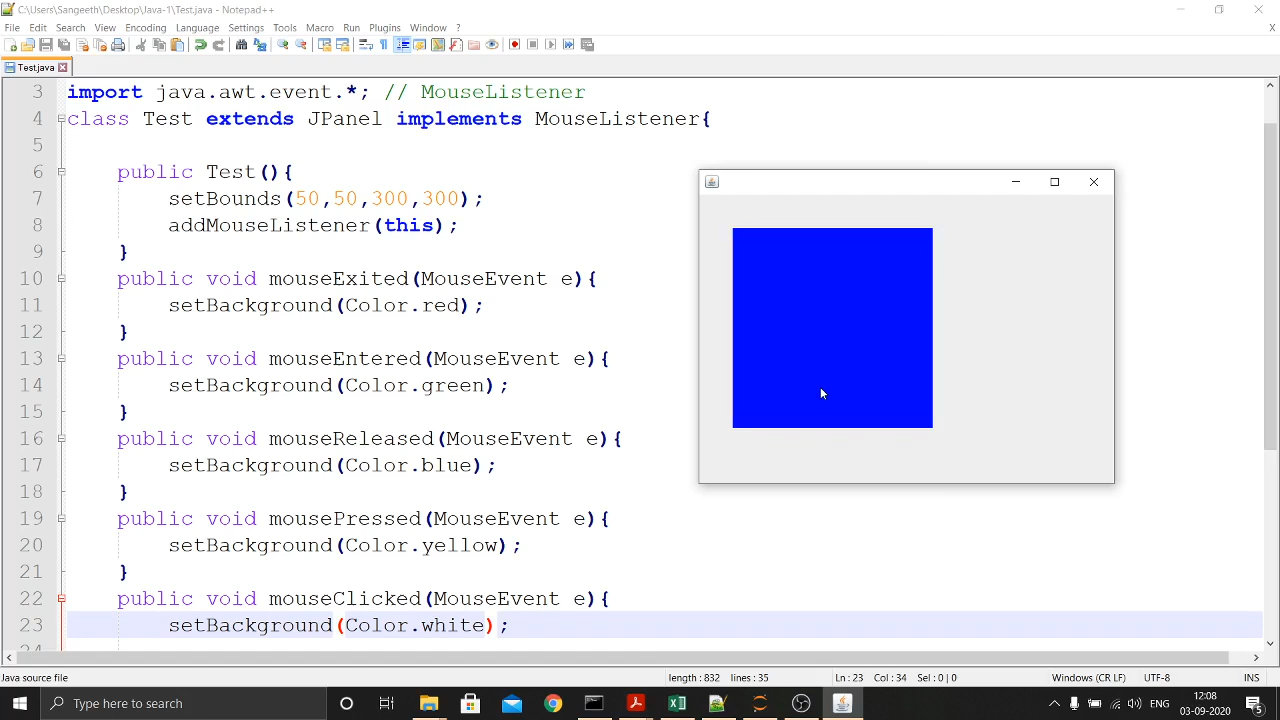 C:\Users\Sangeeth\Desktop\Java-1\Test.java - Notepad++
File Edit Search View Encoding Language Settings Tools Macro Run Plugins Window ? X
Test.java
3 import java.awt.event.*; // MouseListener
4 class Test extends JPanel implements MouseListener{
5
6 public Test(){
7 setBounds(50,50,300,300);
8 addMouseListener(this);
9 }
10 public void mouseExited(MouseEvent e){
11 setBackground(Color.red);
12 }
13 public void mouseEntered(MouseEvent e){
14 setBackground(Color.green);
15 }
16 public void mouseReleased(MouseEvent e){
17 setBackground(Color.blue);
18 }
19 public void mousePressed(MouseEvent e){
20 setBackground(Color.yellow);
21 }
22 public void mouseClicked(MouseEvent e){
23 setBackground(Color.white);
24
Java source file length : 832 lines : 35 Ln : 23 Col : 34 Sel : 0 | 0 Windows (CR LF) UTF-8 INS
Type here to search ENG 12:08
03-09-2020 5